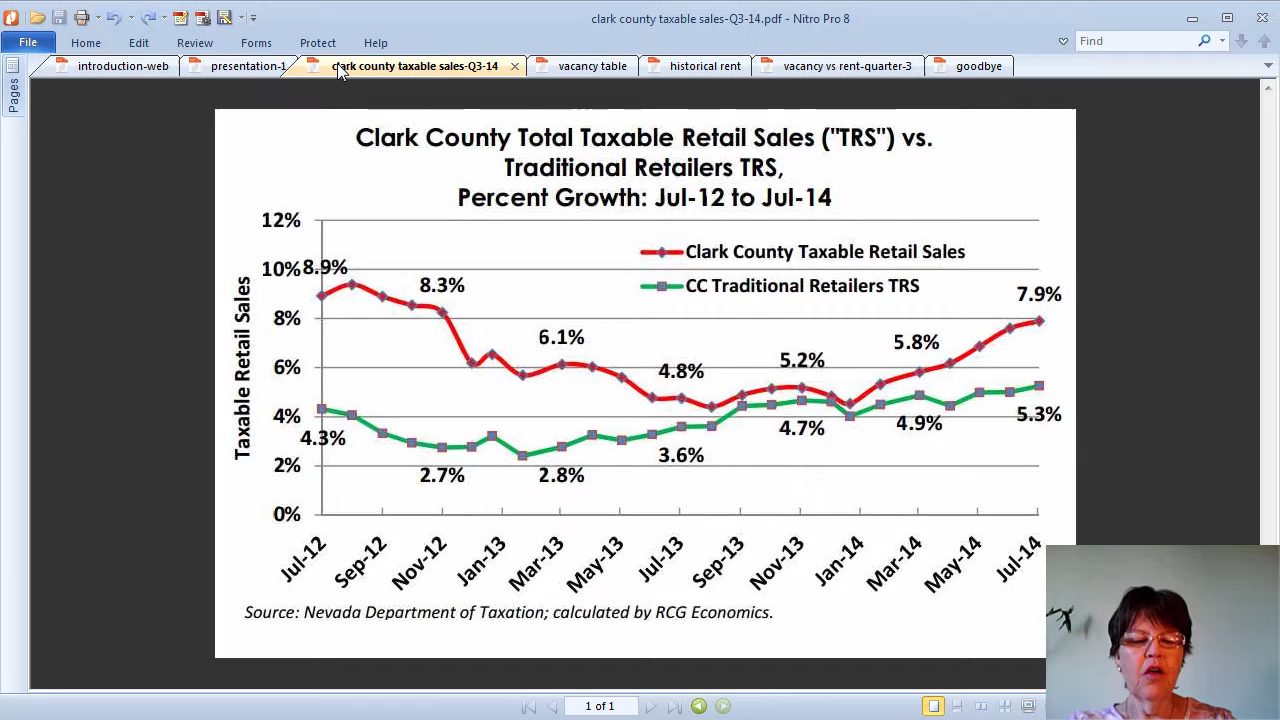 clark county taxable sales-Q3-14.pdf - Nitro Pro 8
File Home Edit Review Forms Protect Help Find
introduction-web presentation-1 clark county taxable sales-Q3-14 vacancy table historical rent vacancy vs rent-quarter-3 goodbye
Pages
Clark County Total Taxable Retail Sales ("TRS") vs.
Traditional Retailers TRS,
Percent Growth: Jul-12 to Jul-14
Taxable Retail Sales
12%
10%
8%
6%
4%
2%
0%
Clark County Taxable Retail Sales
CC Traditional Retailers TRS
8.9%
8.3%
6.1%
4.8%
5.2%
5.8%
7.9%
4.3%
2.7%
2.8%
3.6%
4.7%
4.9%
5.3%
Jul-12 Sep-12 Nov-12 Jan-13 Mar-13 May-13 Jul-13 Sep-13 Nov-13 Jan-14 Mar-14 May-14 Jul-14
Source: Nevada Department of Taxation; calculated by RCG Economics.
1 of 1